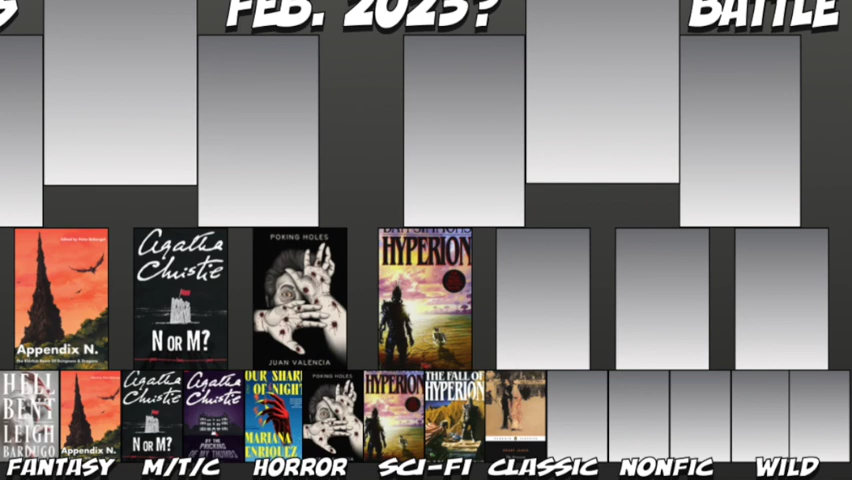 FEB. 2023?
BATTLE
Appendix N.
Agatha
Christie
N OR M?
POKING HOLES
JUAN VALENCIA
HYPERION
HELL
BENT
LEIGH
BARDUGO
Appendix N.
Agatha
Christie
N OR M?
Agatha
Christie
BY THE
PRICKING
OF MY THUMBS
OUR SHARE
OF NIGHT
MARIANA
ENRIQUEZ
POKING HOLES
HYPERION
THE FALL OF
HYPERION
FANTASY
M/T/C
HORROR
SCI-FI
CLASSIC
NONFIC
WILD